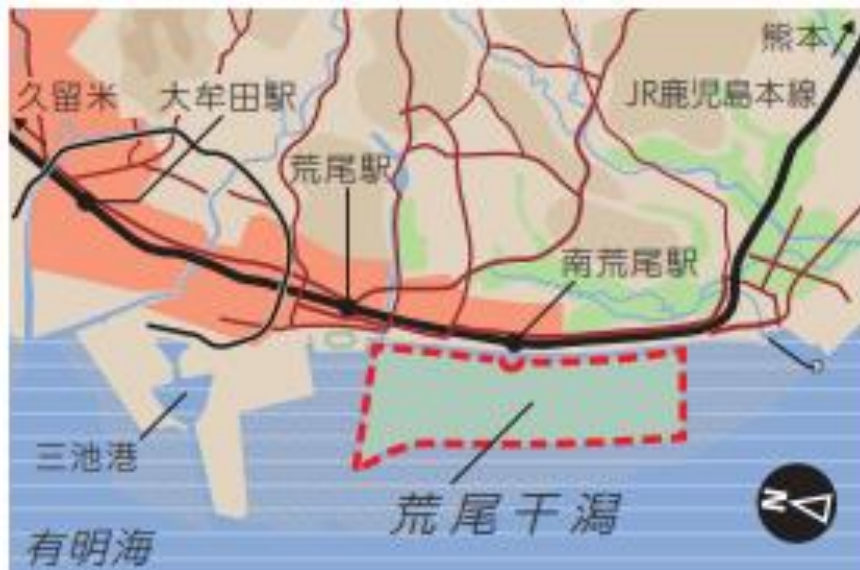 熊本
久留米
大牟田駅
JR鹿児島本線
荒尾駅
南荒尾駅
三池港
荒尾干潟
有明海
N